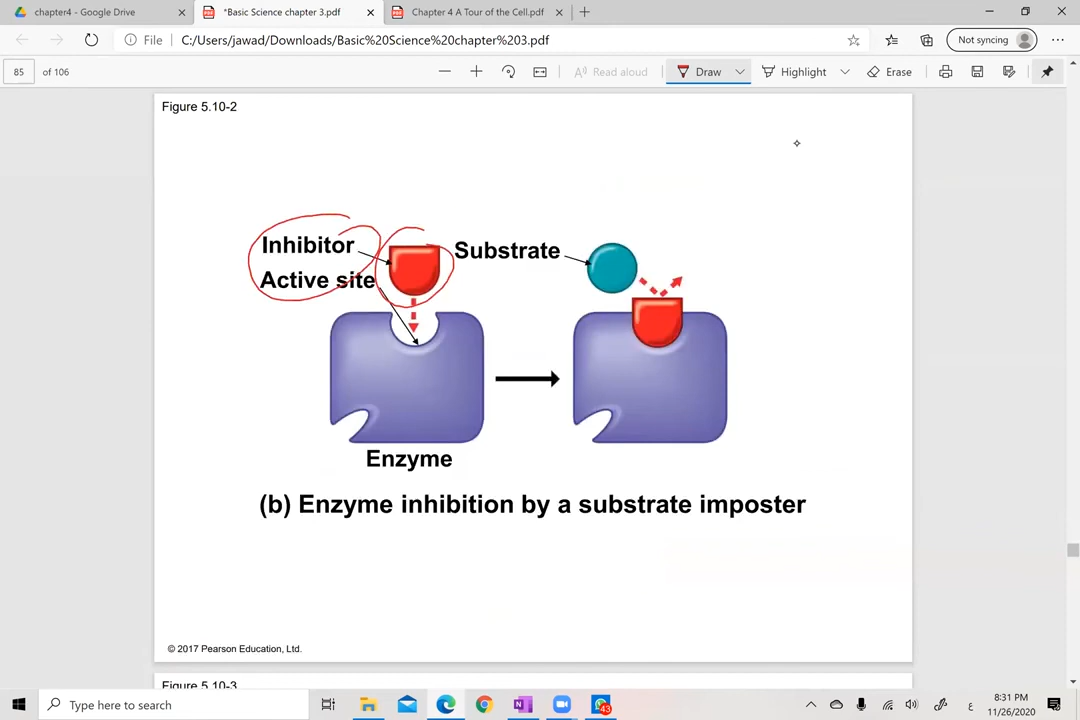 chapter4 - Google Drive
*Basic Science chapter 3.pdf
Chapter 4 A Tour of the Cell.pdf
File
C:/Users/jawad/Downloads/Basic%20Science%20chapter%203.pdf
Not syncing
85 of 106
Read aloud
Draw
Highlight
Erase
Figure 5.10-2
Inhibitor
Substrate
Active site
Enzyme
(b) Enzyme inhibition by a substrate imposter
© 2017 Pearson Education, Ltd.
Figure 5.10-3
Type here to search
43
ع
8:31 PM
11/26/2020